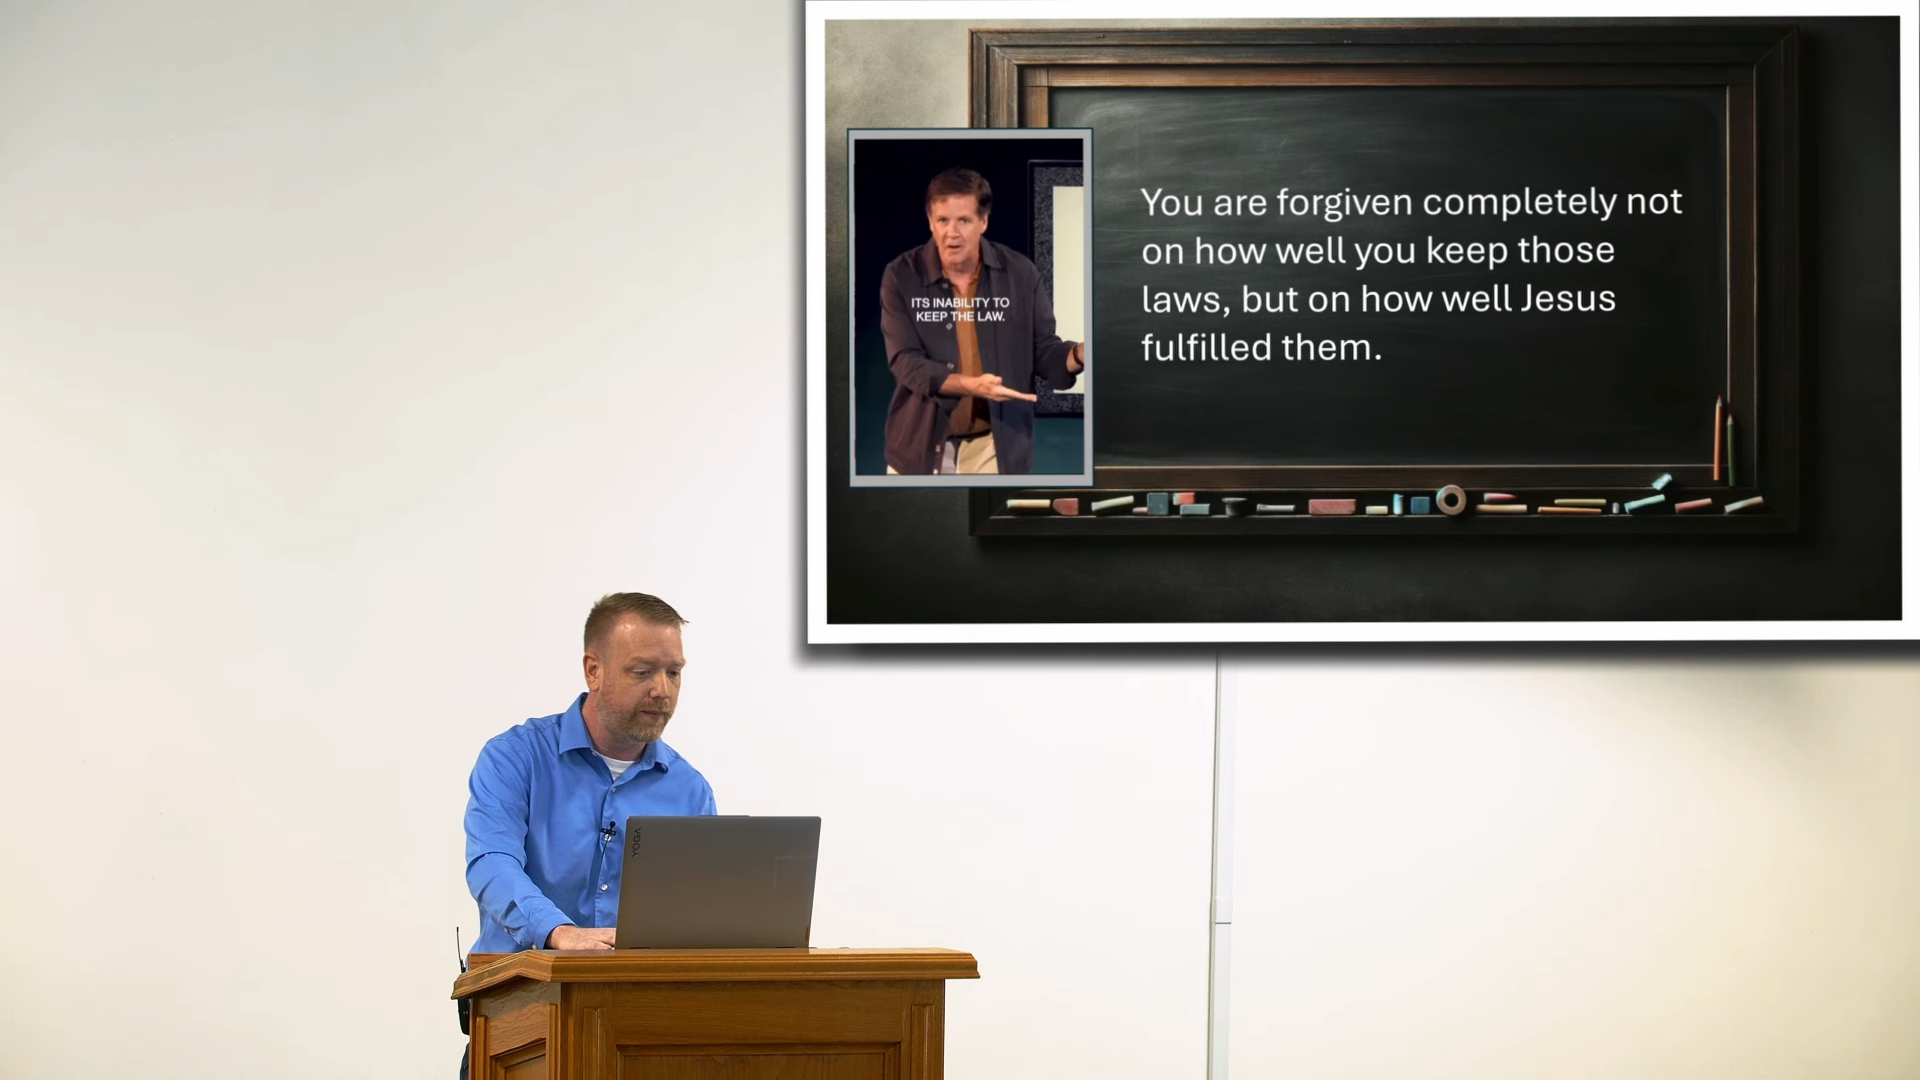 You are forgiven completely not
on how well you keep those
laws, but on how well Jesus
fulfilled them.
ITS INABILITY TO
KEEP THE LAW.
YOGA